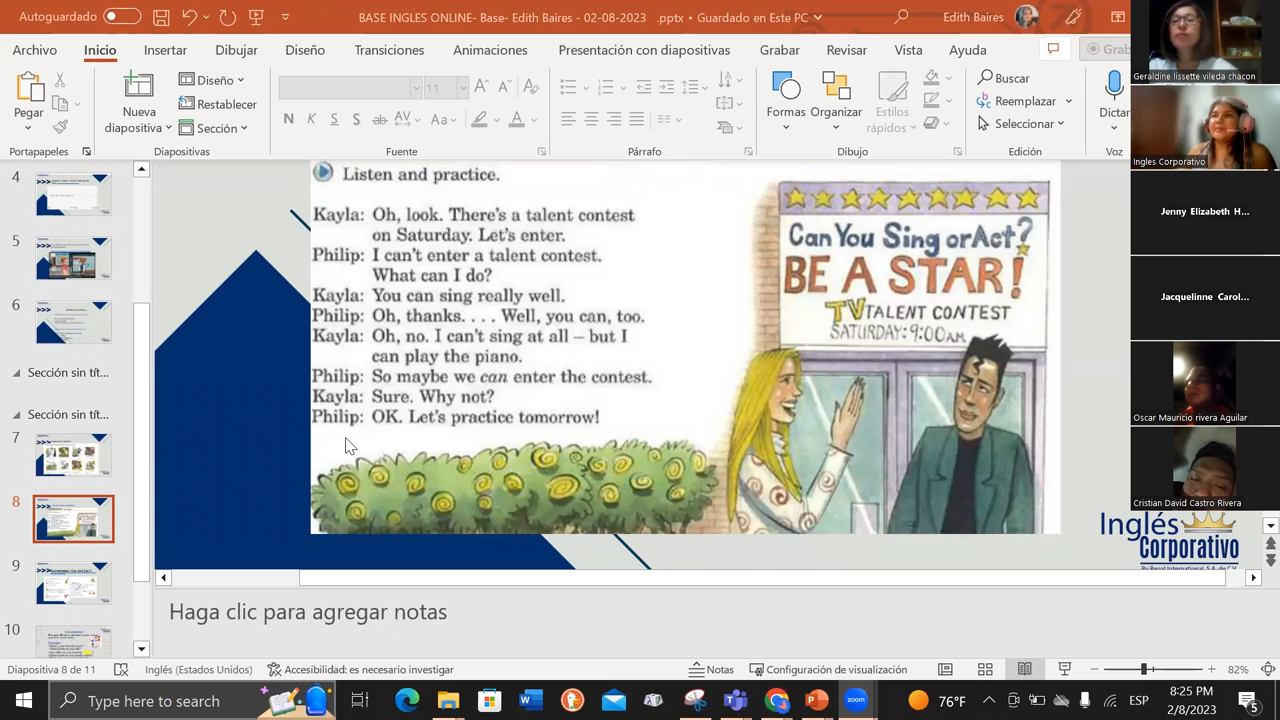 Autoguardado
BASE INGLES ONLINE- Base- Edith Baires - 02-08-2023 .pptx • Guardado en Este PC
Edith Baires
Archivo
Inicio
Insertar
Dibujar
Diseño
Transiciones
Animaciones
Presentación con diapositivas
Grabar
Revisar
Vista
Ayuda
Pegar
Nueva diapositiva
Diseño
Restablecer
Sección
Formas
Organizar
Estilos rápidos
Buscar
Reemplazar
Seleccionar
Dictar
Portapapeles
Diapositivas
Fuente
Párrafo
Dibujo
Edición
Voz
4
5
6
Sección sin tít...
Sección sin tít...
7
8
9
10
Listen and practice.
Kayla: Oh, look. There's a talent contest
on Saturday. Let's enter.
Philip: I can't enter a talent contest.
What can I do?
Kayla: You can sing really well.
Philip: Oh, thanks. . . . Well, you can, too.
Kayla: Oh, no. I can't sing at all – but I
can play the piano.
Philip: So maybe we can enter the contest.
Kayla: Sure. Why not?
Philip: OK. Let's practice tomorrow!
Can You Sing or Act?
BE A STAR!
TV TALENT CONTEST
SATURDAY: 9:00 AM
Inglés
Corporativo
Geraldine lissette vileda chacon
Ingles Corporativo
Jenny Elizabeth H...
Jacquelinne Carol...
Oscar Mauricio rivera Aguilar
Cristian David Castro Rivera
Haga clic para agregar notas
Diapositiva 8 de 11
Inglés (Estados Unidos)
Accesibilidad: es necesario investigar
Notas
Configuración de visualización
82%
Type here to search
76°F
ESP
8:25 PM
2/8/2023
5
zoom